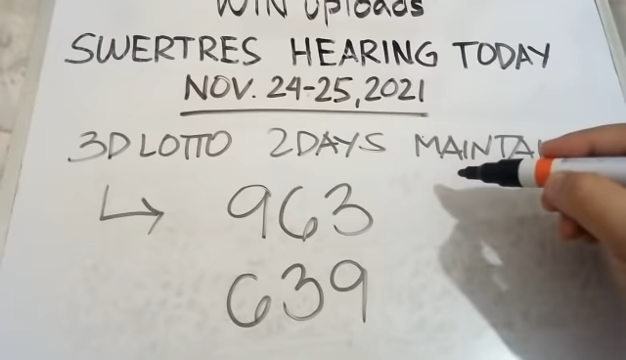 WIN Uploads
SWERTRES HEARING TODAY
NOV. 24-25, 2021
3D LOTTO 2DAYS
963
639